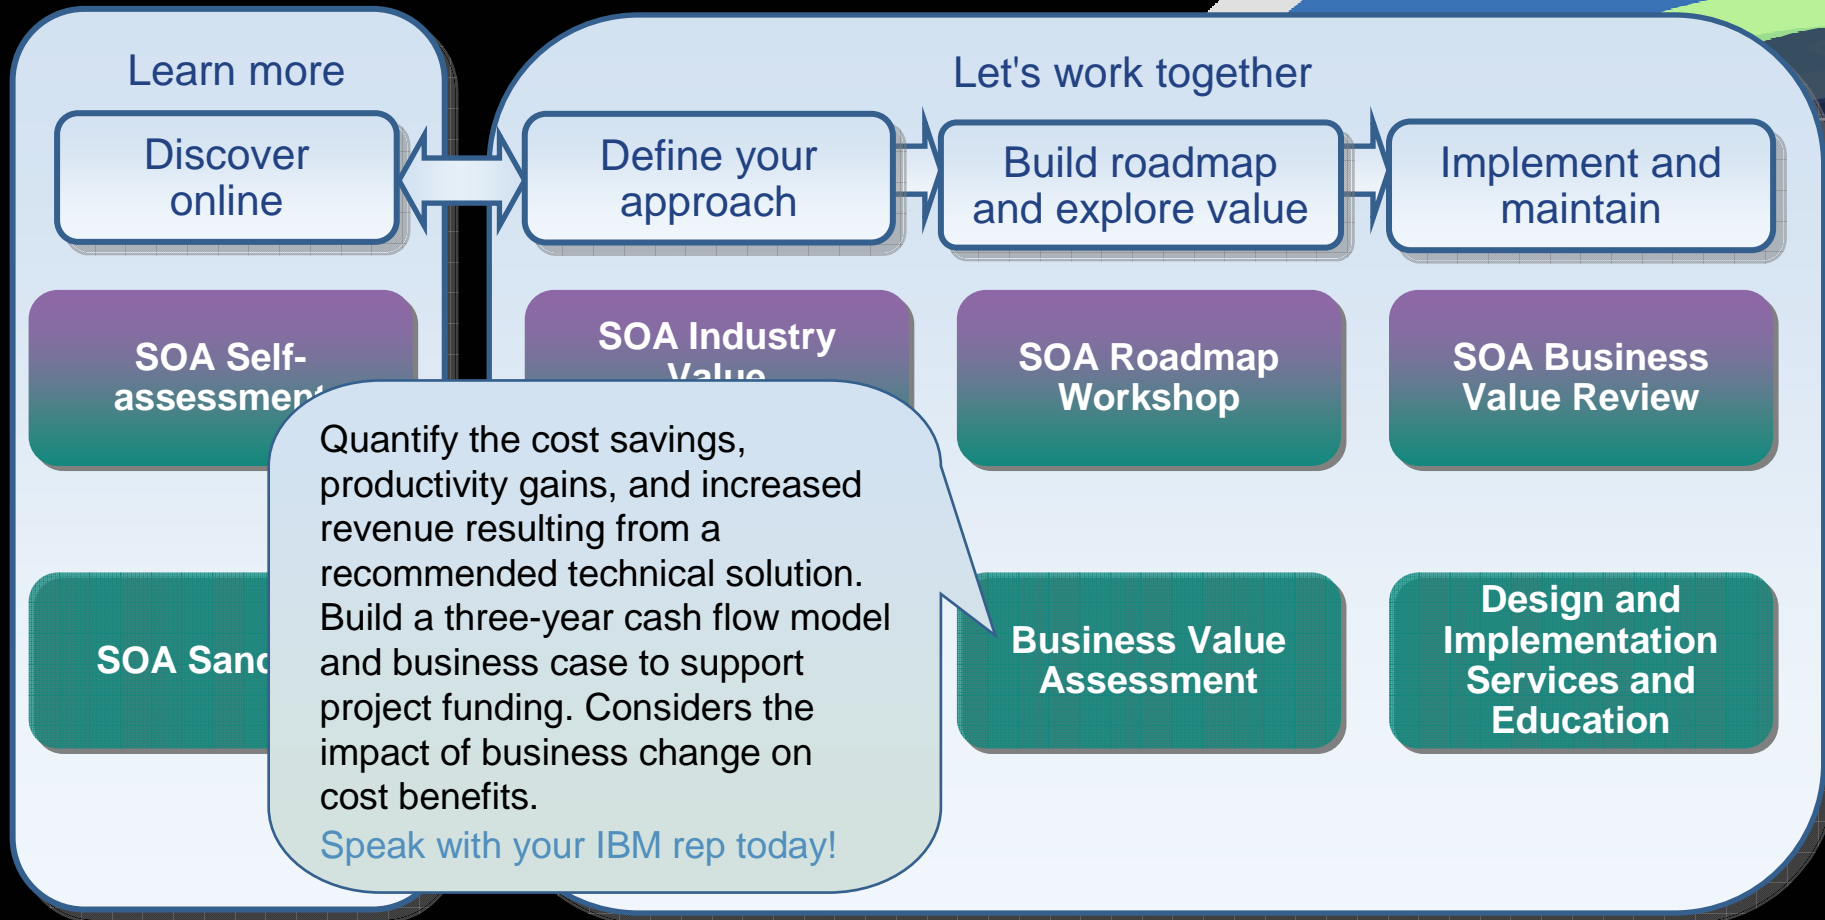 Learn more
Let's work together
Discover
online
Define your
approach
Build roadmap
and explore value
Implement and
maintain
SOA Self-
assessment
SOA Industry
Value
SOA Roadmap
Workshop
SOA Business
Value Review
Quantify the cost savings,
productivity gains, and increased
revenue resulting from a
recommended technical solution.
Build a three-year cash flow model
and business case to support
project funding. Considers the
impact of business change on
cost benefits.
Speak with your IBM rep today!
SOA
Business Value
Assessment
Design and
Implementation
Services and
Education